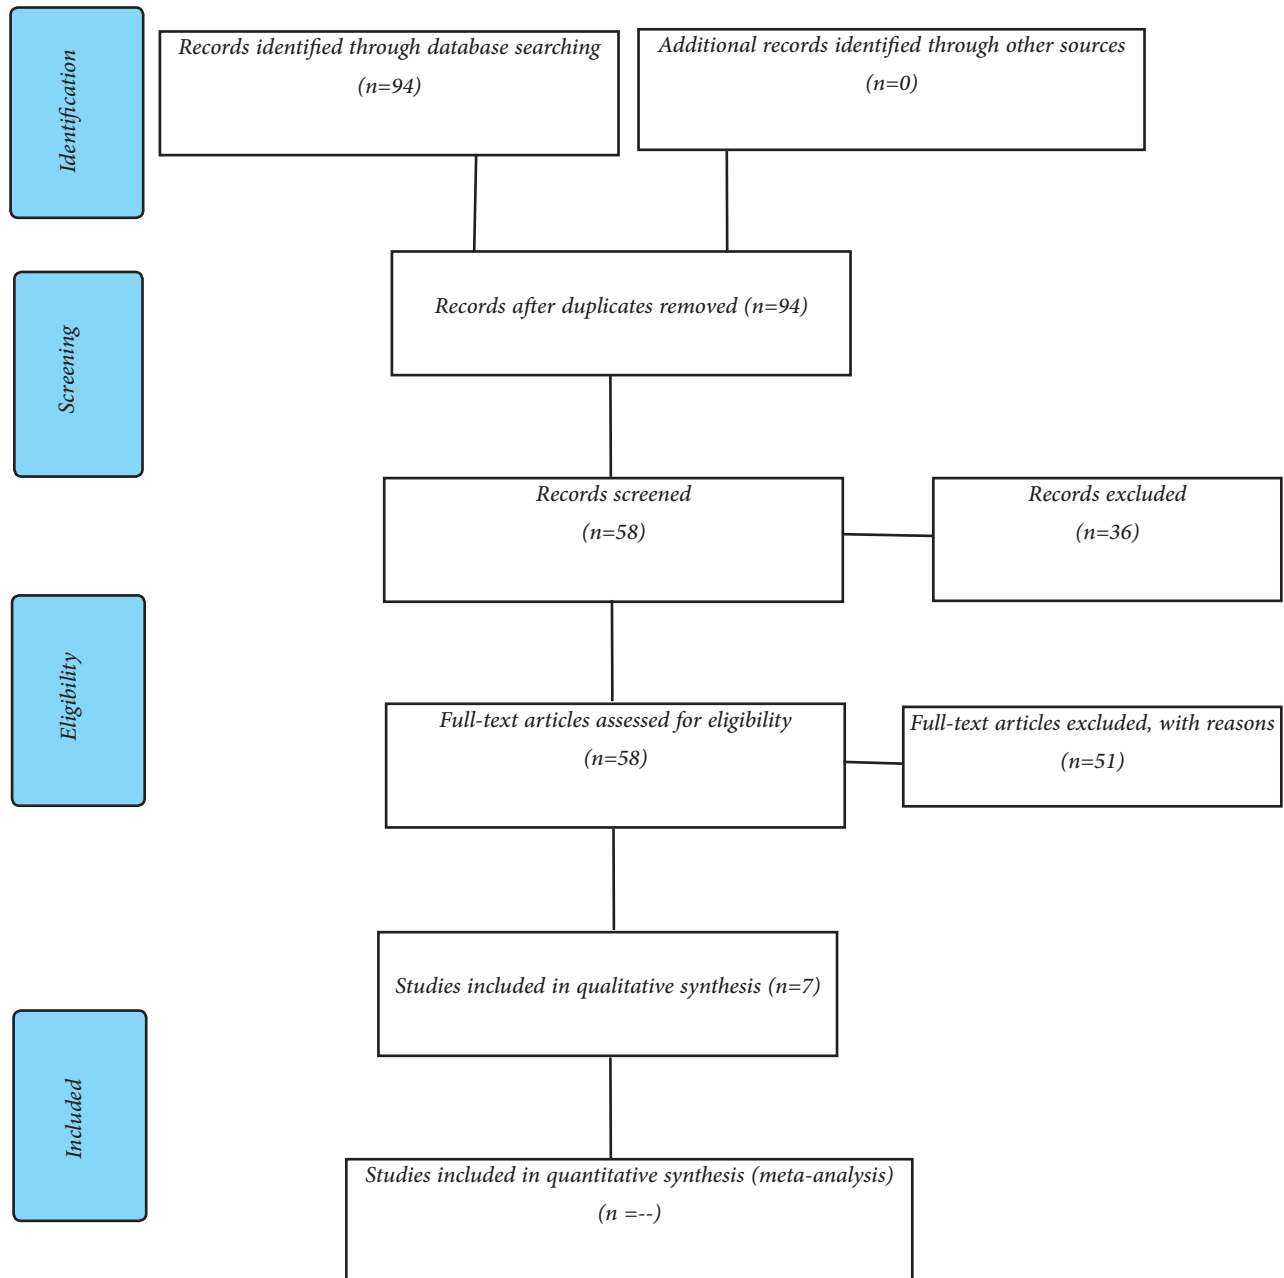 Identification
Records identified through database searching
(n=94)
Additional records identified through other sources
(n=0)
Screening
Records after duplicates removed (n=94)
Records screened
(n=58)
Records excluded
(n=36)
Eligibility
Full-text articles assessed for eligibility
(n=58)
Full-text articles excluded, with reasons
(n=51)
Studies included in qualitative synthesis (n=7)
Included
Studies included in quantitative synthesis (meta-analysis)
(n =--)